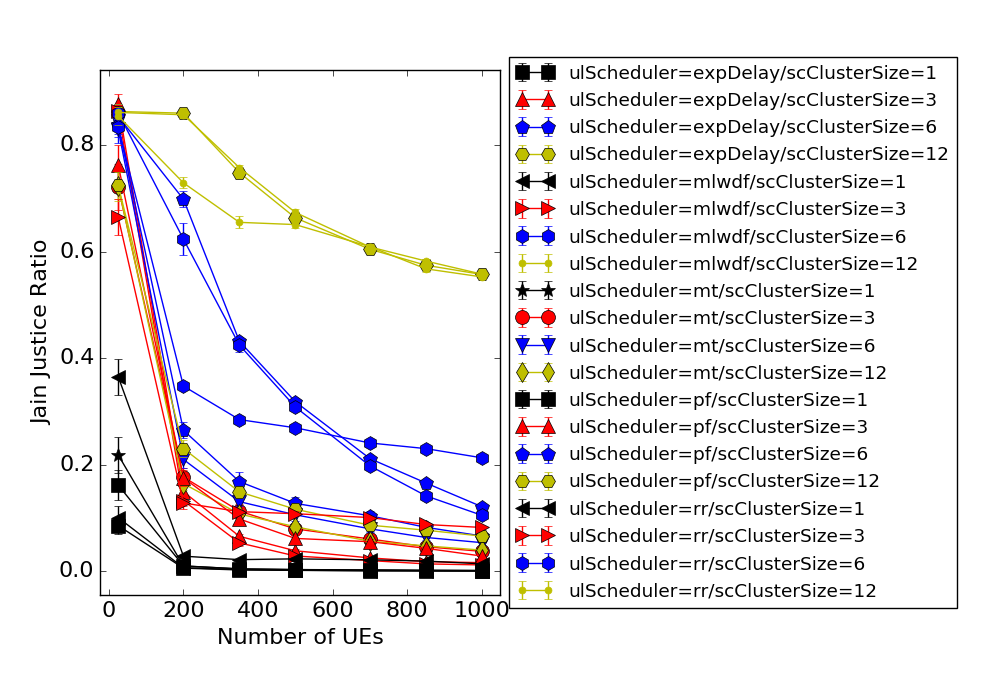 0.8
0.6
0.4
0.2
0.0
Jain Justice Ratio
0 200 400 600 800 1000
Number of UEs
ulScheduler=expDelay/scClusterSize=1
ulScheduler=expDelay/scClusterSize=3
ulScheduler=expDelay/scClusterSize=6
ulScheduler=expDelay/scClusterSize=12
ulScheduler=mlwdf/scClusterSize=1
ulScheduler=mlwdf/scClusterSize=3
ulScheduler=mlwdf/scClusterSize=6
ulScheduler=mlwdf/scClusterSize=12
ulScheduler=mt/scClusterSize=1
ulScheduler=mt/scClusterSize=3
ulScheduler=mt/scClusterSize=6
ulScheduler=mt/scClusterSize=12
ulScheduler=pf/scClusterSize=1
ulScheduler=pf/scClusterSize=3
ulScheduler=pf/scClusterSize=6
ulScheduler=pf/scClusterSize=12
ulScheduler=rr/scClusterSize=1
ulScheduler=rr/scClusterSize=3
ulScheduler=rr/scClusterSize=6
ulScheduler=rr/scClusterSize=12